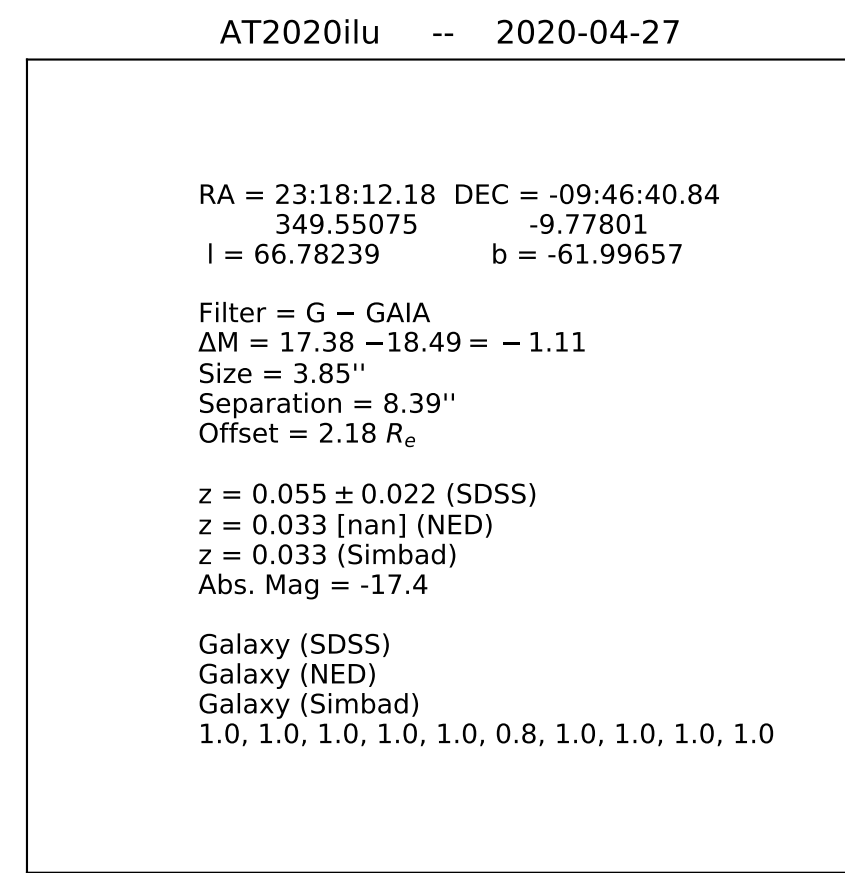 AT2020ilu -- 2020-04-27
RA = 23:18:12.18 DEC = -09:46:40.84
349.55075 -9.77801
l = 66.78239 b = -61.99657
Filter = G − GAIA
ΔM = 17.38 −18.49 = − 1.11
Size = 3.85''
Separation = 8.39''
Offset = 2.18 Rₑ
z = 0.055 ± 0.022 (SDSS)
z = 0.033 [nan] (NED)
z = 0.033 (Simbad)
Abs. Mag = -17.4
Galaxy (SDSS)
Galaxy (NED)
Galaxy (Simbad)
1.0, 1.0, 1.0, 1.0, 1.0, 0.8, 1.0, 1.0, 1.0, 1.0